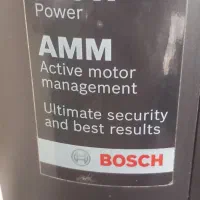 Power
AMM
Active motor
management
Ultimate security
and best results
BOSCH